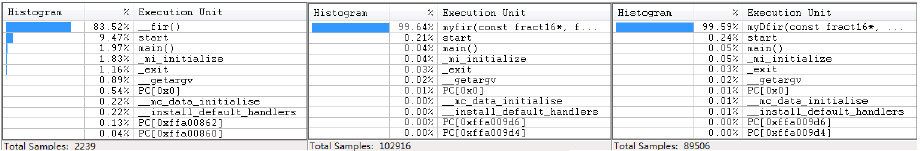 Histogram % Execution Unit
83.52% __fir()
9.47% start
1.97% main()
1.83% _mi_initialize
1.16% _exit
0.89% __getargv
0.54% PC[0x0]
0.22% __mc_data_initialise
0.22% __install_default_handlers
0.13% PC[0xffa00862]
0.04% PC[0xffa00860]
Total Samples: 2239
Histogram % Execution Unit
99.64% myfir(const fract16*, f...
0.21% start
0.04% main()
0.04% _mi_initialize
0.03% _exit
0.02% __getargv
0.01% PC[0x0]
0.00% __mc_data_initialise
0.00% __install_default_handlers
0.00% PC[0xffa009d6]
0.00% PC[0xffa009d4]
Total Samples: 102916
Histogram % Execution Unit
99.59% myDfir(const fract16*, ...
0.24% start
0.05% main()
0.05% _mi_initialize
0.03% _exit
0.02% __getargv
0.01% PC[0x0]
0.01% __mc_data_initialise
0.01% __install_default_handlers
0.00% PC[0xffa009d6]
0.00% PC[0xffa009d4]
Total Samples: 89506